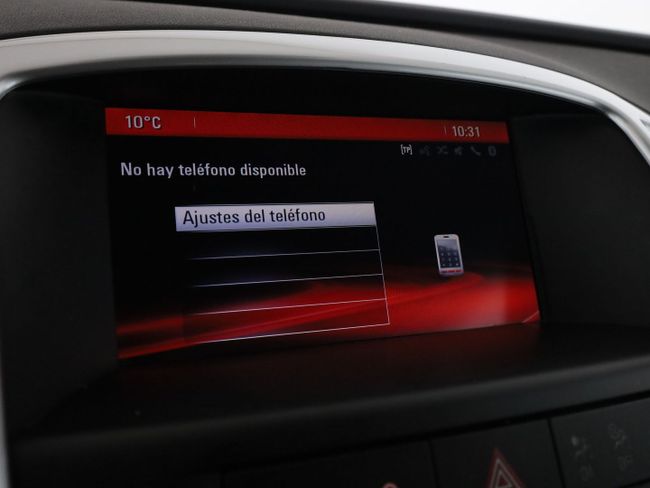 10°C
10:31
[TP]
No hay teléfono disponible
Ajustes del teléfono